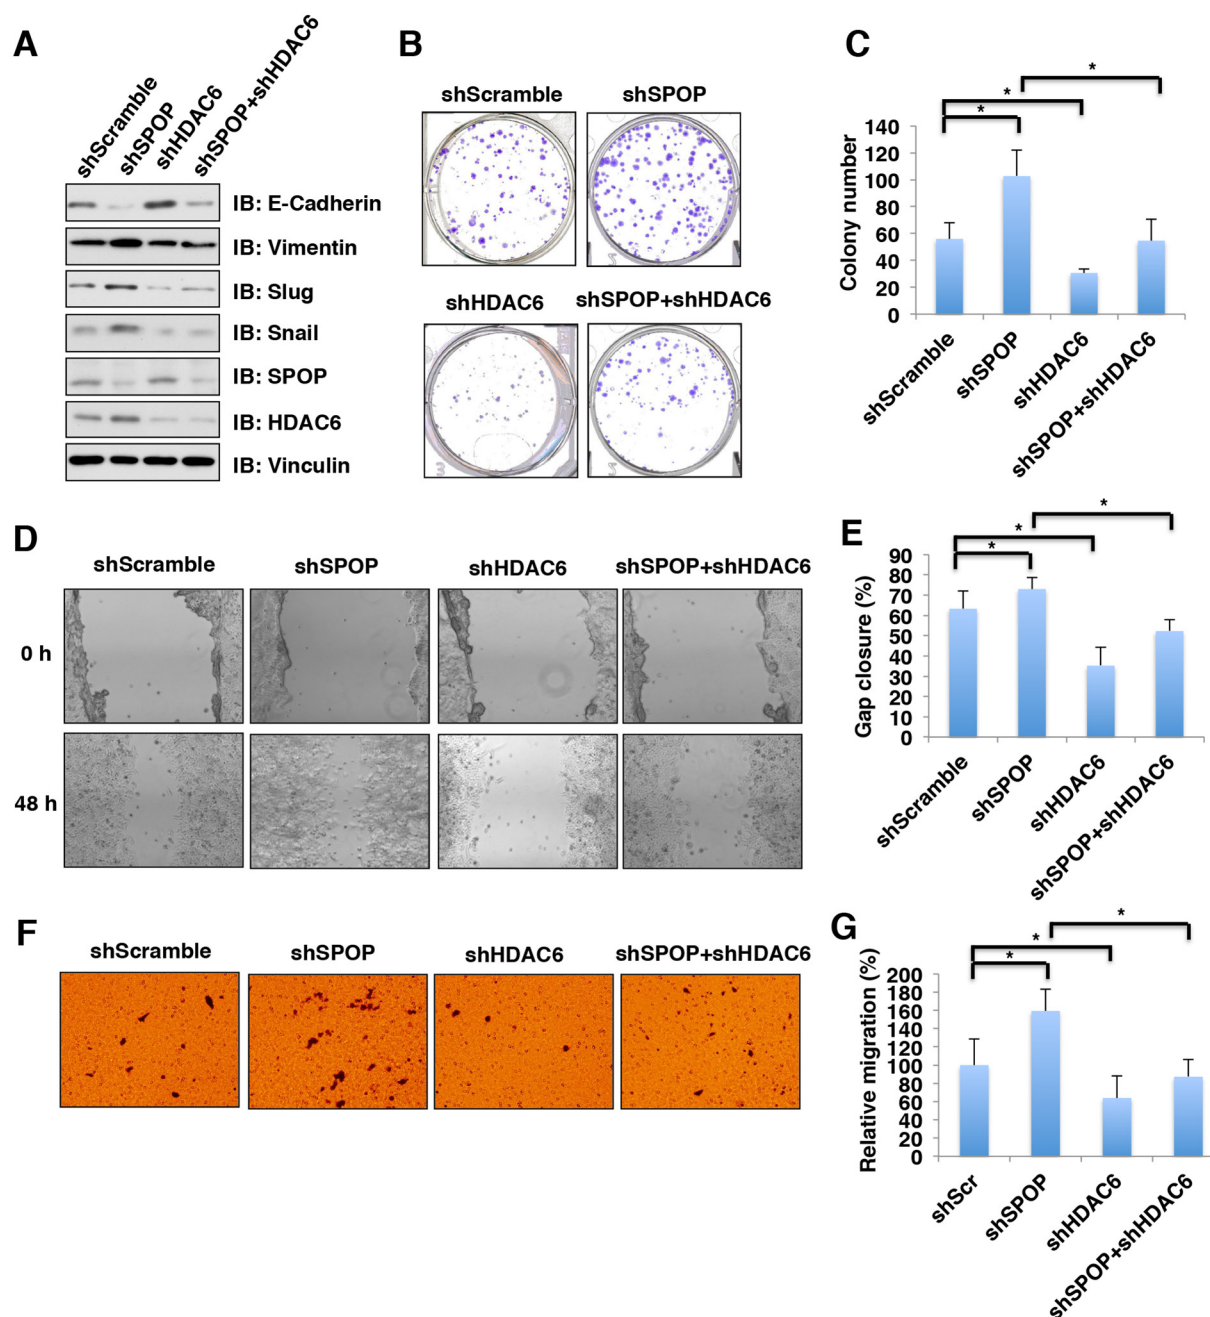 A
shScramble
shSPOP
shHDAC6
shSPOP+shHDAC6
IB: E-Cadherin
IB: Vimentin
IB: Slug
IB: Snail
IB: SPOP
IB: HDAC6
IB: Vinculin
B
shScramble shSPOP
shHDAC6 shSPOP+shHDAC6
C
* * *
Colony number
140
120
100
80
60
40
20
0
shScramble
shSPOP
shHDAC6
shSPOP+shHDAC6
D
shScramble shSPOP shHDAC6 shSPOP+shHDAC6
0 h
48 h
E
* * *
Gap closure (%)
90
80
70
60
50
40
30
20
10
0
shScramble
shSPOP
shHDAC6
shSPOP+shHDAC6
F
shScramble shSPOP shHDAC6 shSPOP+shHDAC6
G
* * *
Relative migration (%)
200
180
160
140
120
100
80
60
40
20
0
shScr
shSPOP
shHDAC6
shSPOP+shHDAC6